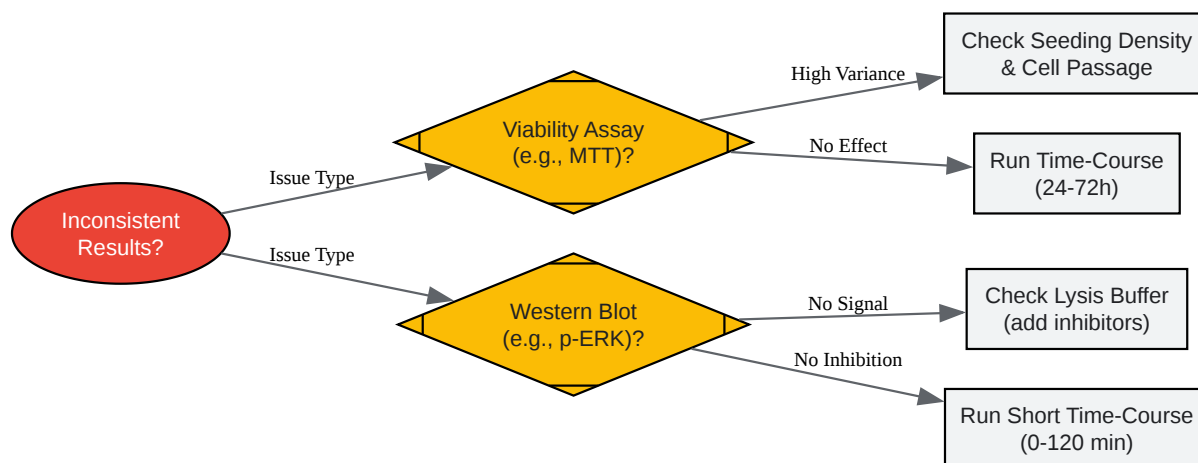 Inconsistent
Results?
Issue Type
Issue Type
Viability Assay
(e.g., MTT)?
High Variance
No Effect
Check Seeding Density
& Cell Passage
Run Time-Course
(24-72h)
Western Blot
(e.g., p-ERK)?
No Signal
No Inhibition
Check Lysis Buffer
(add inhibitors)
Run Short Time-Course
(0-120 min)